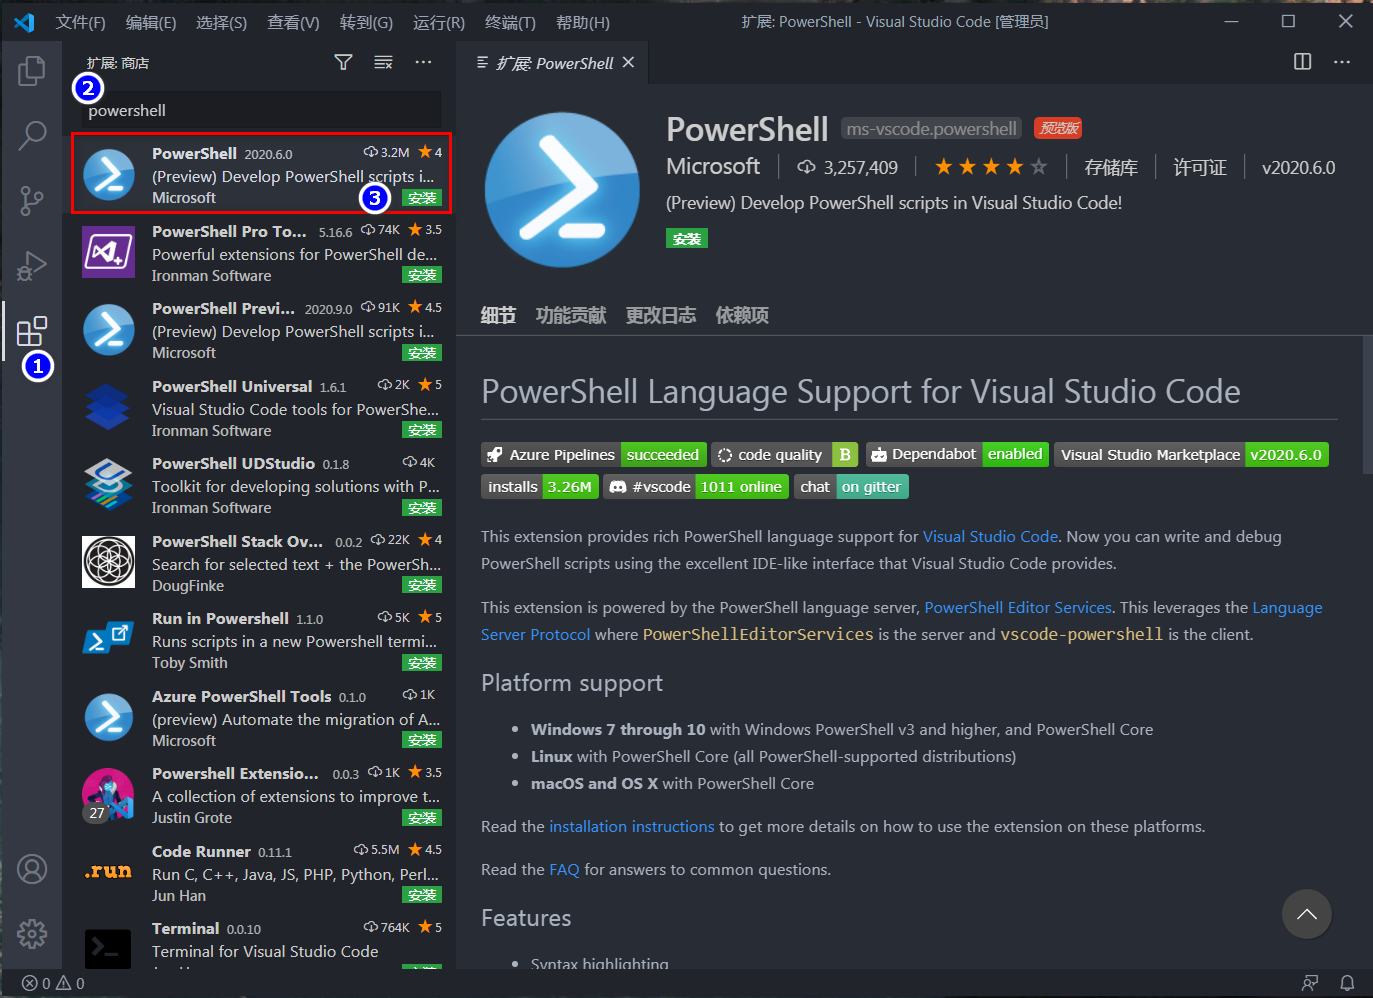 文件(F) 编辑(E) 选择(S) 查看(V) 转到(G) 运行(R) 终端(T) 帮助(H) 扩展: PowerShell - Visual Studio Code [管理员]
扩展: 商店
2
powershell
PowerShell 2020.6.0 3.2M 4
(Preview) Develop PowerShell scripts i...
Microsoft 3 安装
PowerShell Pro To... 5.16.6 74K 3.5
Powerful extensions for PowerShell de...
Ironman Software 安装
PowerShell Previ... 2020.9.0 91K 4.5
(Preview) Develop PowerShell scripts i...
Microsoft 安装
1
PowerShell Universal 1.6.1 2K 5
Visual Studio Code tools for PowerShe...
Ironman Software 安装
PowerShell UDStudio 0.1.8 4K
Toolkit for developing solutions with P...
Ironman Software 安装
PowerShell Stack Ov... 0.0.2 22K 4
Search for selected text + the PowerSh...
DougFinke 安装
Run in Powershell 1.1.0 5K 5
Runs scripts in a new Powershell termi...
Toby Smith 安装
Azure PowerShell Tools 0.1.0 1K
(preview) Automate the migration of A...
Microsoft 安装
Powershell Extensio... 0.0.3 1K 3.5
A collection of extensions to improve t...
27
Justin Grote 安装
Code Runner 0.11.1 5.5M 4.5
.run
Run C, C++, Java, JS, PHP, Python, Perl...
Jun Han 安装
Terminal 0.0.10 764K 5
Terminal for Visual Studio Code
扩展: PowerShell
PowerShell ms-vscode.powershell 预览版
Microsoft 3,257,409 存储库 许可证 v2020.6.0
(Preview) Develop PowerShell scripts in Visual Studio Code!
安装
细节 功能贡献 更改日志 依赖项
PowerShell Language Support for Visual Studio Code
Azure Pipelines succeeded code quality B Dependabot enabled Visual Studio Marketplace v2020.6.0
installs 3.26M #vscode 1011 online chat on gitter
This extension provides rich PowerShell language support for Visual Studio Code. Now you can write and debug
PowerShell scripts using the excellent IDE-like interface that Visual Studio Code provides.
This extension is powered by the PowerShell language server, PowerShell Editor Services. This leverages the Language
Server Protocol where PowerShellEditorServices is the server and vscode-powershell is the client.
Platform support
• Windows 7 through 10 with Windows PowerShell v3 and higher, and PowerShell Core
• Linux with PowerShell Core (all PowerShell-supported distributions)
• macOS and OS X with PowerShell Core
Read the installation instructions to get more details on how to use the extension on these platforms.
Read the FAQ for answers to common questions.
Features
• Syntax highlighting
0 0